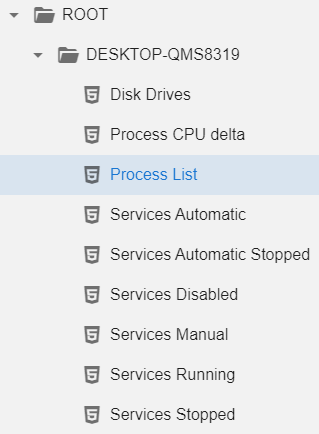 ROOT
DESKTOP-QMS8319
Disk Drives
Process CPU delta
Process List
Services Automatic
Services Automatic Stopped
Services Disabled
Services Manual
Services Running
Services Stopped